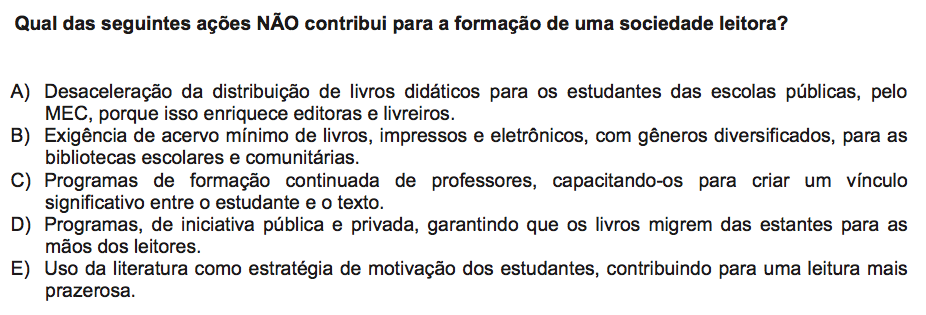 Qual das seguintes ações NÃO contribui para a formação de uma sociedade leitora?
A) Desaceleração da distribuição de livros didáticos para os estudantes das escolas públicas, pelo
MEC, porque isso enriquece editoras e livreiros.
B) Exigência de acervo mínimo de livros, impressos e eletrônicos, com gêneros diversificados, para as
bibliotecas escolares e comunitárias.
C) Programas de formação continuada de professores, capacitando-os para criar um vínculo
significativo entre o estudante e o texto.
D) Programas, de iniciativa pública e privada, garantindo que os livros migrem das estantes para as
mãos dos leitores.
E) Uso da literatura como estratégia de motivação dos estudantes, contribuindo para uma leitura mais
prazerosa.